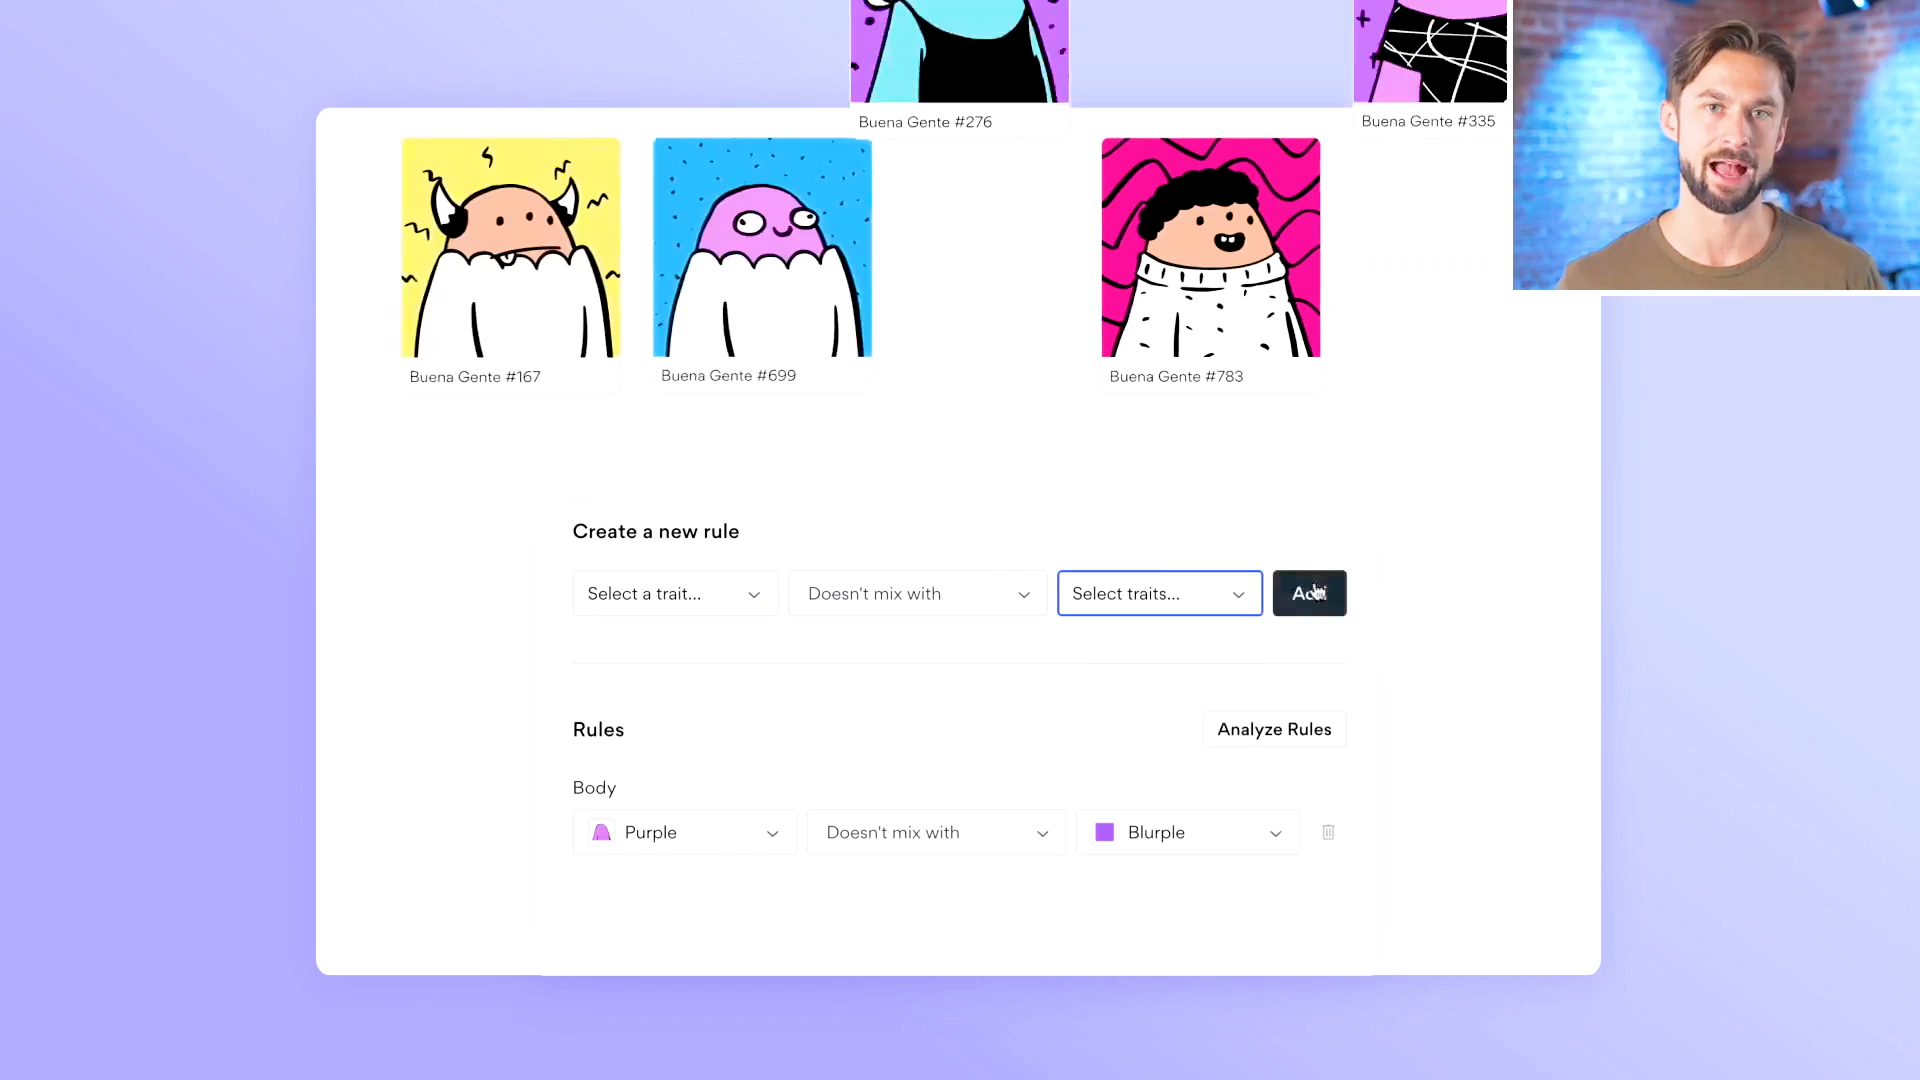 Buena Gente #276
Buena Gente #335
Buena Gente #167
Buena Gente #699
Buena Gente #783
Create a new rule
Select a trait...
Doesn't mix with
Select traits...
Add
Rules
Analyze Rules
Body
Purple
Doesn't mix with
Blurple